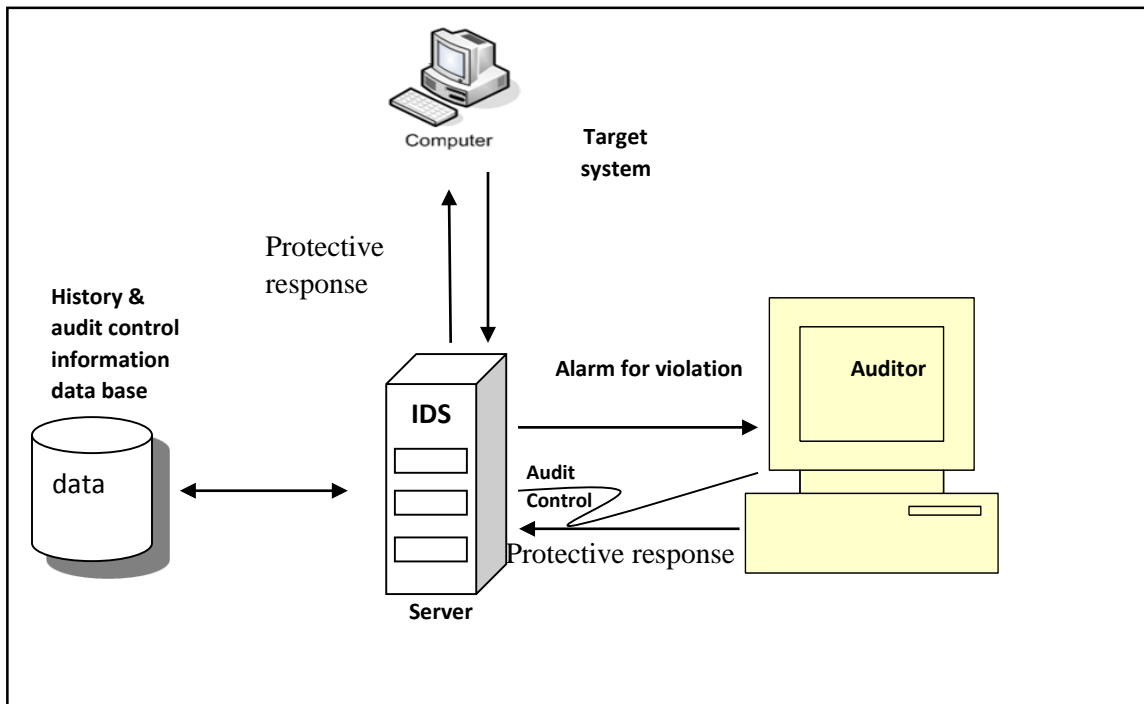 Computer
Target
system
Protective
response
History &
audit control
information
data base
data
IDS
Server
Alarm for violation
Auditor
Audit
Control
Protective response